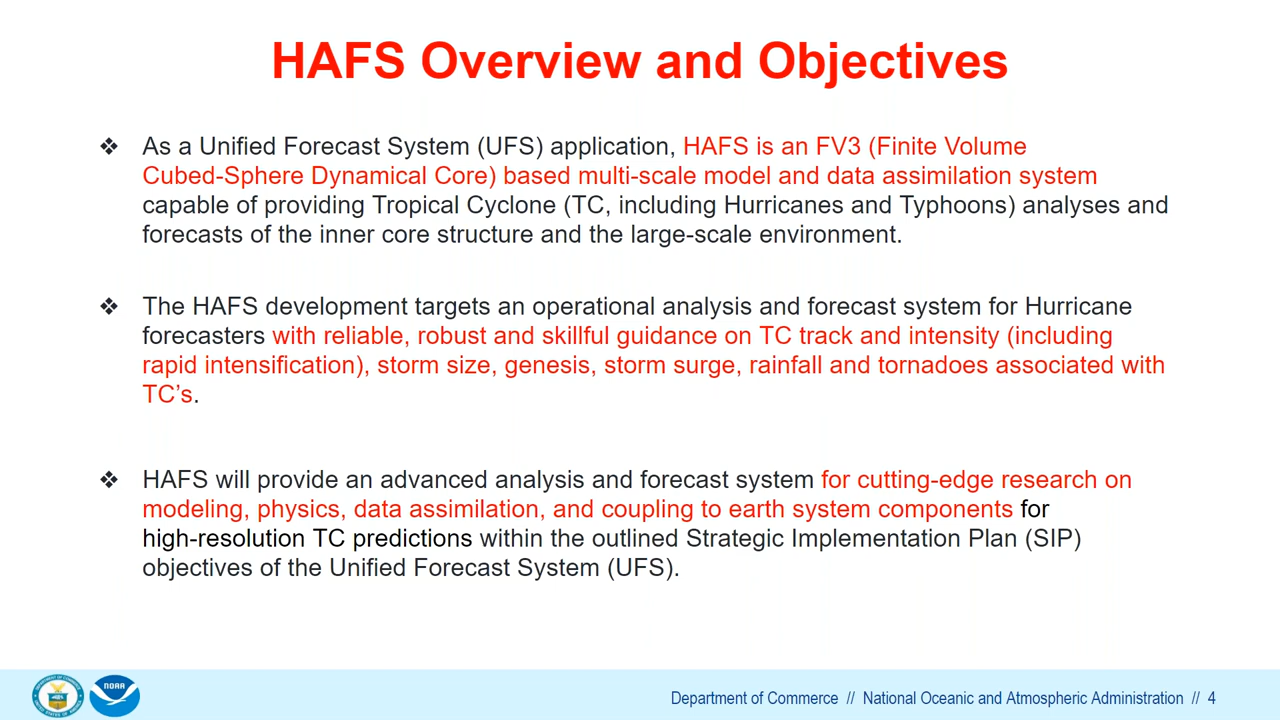 HAFS Overview and Objectives
❖ As a Unified Forecast System (UFS) application, HAFS is an FV3 (Finite Volume
Cubed-Sphere Dynamical Core) based multi-scale model and data assimilation system
capable of providing Tropical Cyclone (TC, including Hurricanes and Typhoons) analyses and
forecasts of the inner core structure and the large-scale environment.
❖ The HAFS development targets an operational analysis and forecast system for Hurricane
forecasters with reliable, robust and skillful guidance on TC track and intensity (including
rapid intensification), storm size, genesis, storm surge, rainfall and tornadoes associated with
TC’s.
❖ HAFS will provide an advanced analysis and forecast system for cutting-edge research on
modeling, physics, data assimilation, and coupling to earth system components for
high-resolution TC predictions within the outlined Strategic Implementation Plan (SIP)
objectives of the Unified Forecast System (UFS).
NOAA
Department of Commerce // National Oceanic and Atmospheric Administration // 4